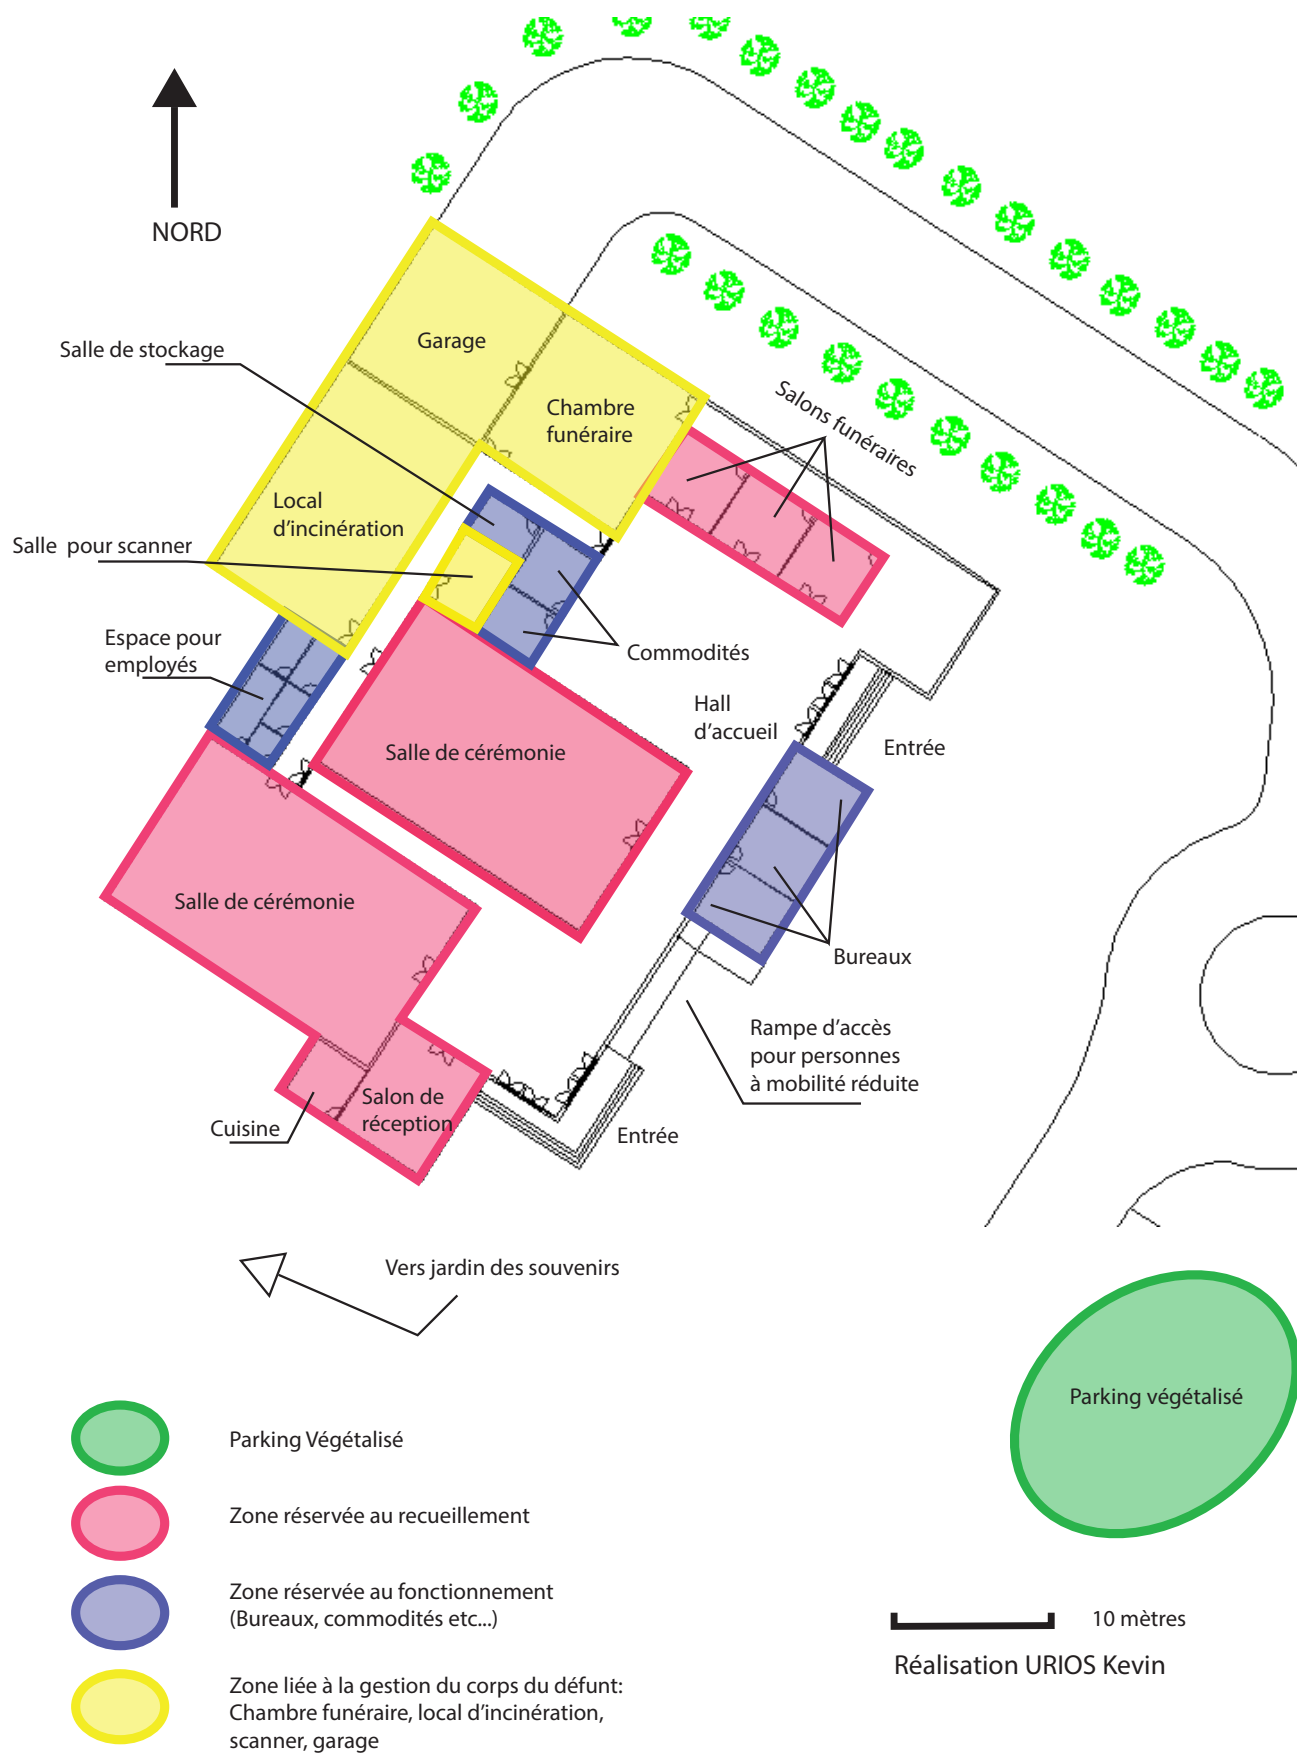 NORD
Garage
Salle de stockage
Chambre
funéraire
Salons funéraires
Local
d'incinération
Salle pour scanner
Espace pour
employés
Commodités
Hall
d'accueil
Entrée
Salle de cérémonie
Salle de cérémonie
Bureaux
Rampe d'accès
pour personnes
à mobilité réduite
Salon de
réception
Cuisine
Entrée
Vers jardin des souvenirs
Parking végétalisé
Parking Végétalisé
Zone réservée au recueillement
Zone réservée au fonctionnement
(Bureaux, commodités etc...)
Zone liée à la gestion du corps du défunt:
Chambre funéraire, local d'incinération,
scanner, garage
10 mètres
Réalisation URIOS Kevin